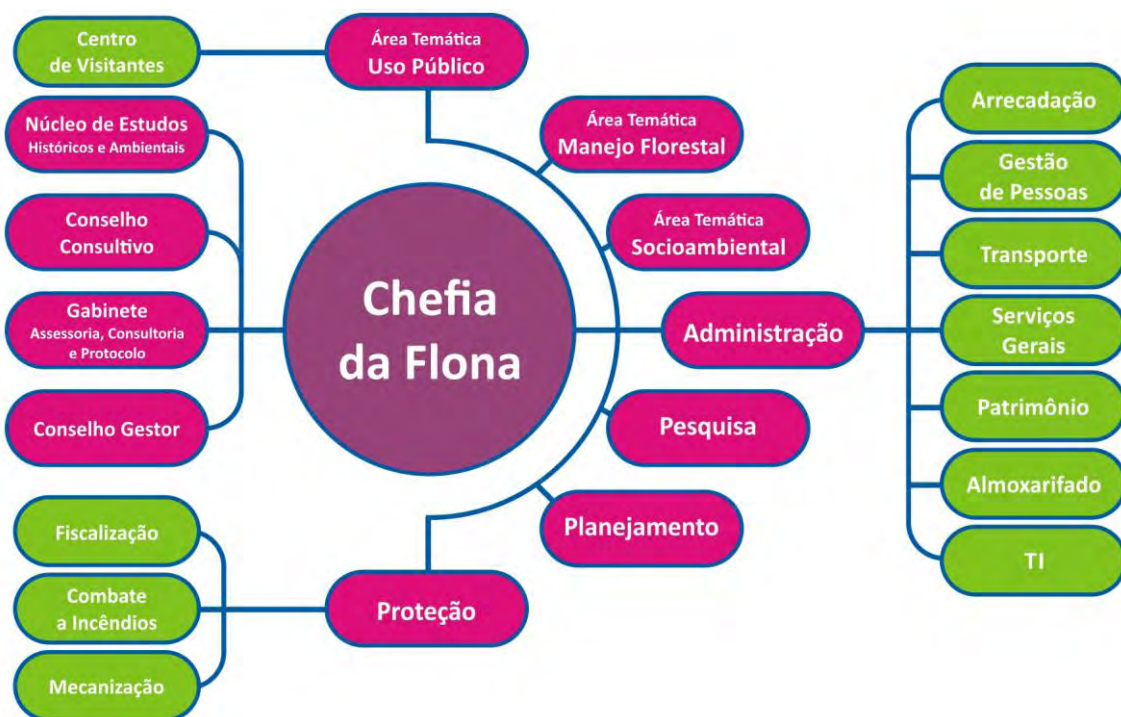 Centro
de Visitantes
Área Temática
Uso Público
Núcleo de Estudos
Históricos e Ambientais
Conselho
Consultivo
Gabinete
Assessoria, Consultoria
e Protocolo
Conselho Gestor
Chefia
da Flona
Área Temática
Manejo Florestal
Área Temática
Socioambiental
Administração
Pesquisa
Planejamento
Proteção
Fiscalização
Combate
a Incêndios
Mecanização
Arrecadação
Gestão
de Pessoas
Transporte
Serviços
Gerais
Patrimônio
Almoxarifado
TI